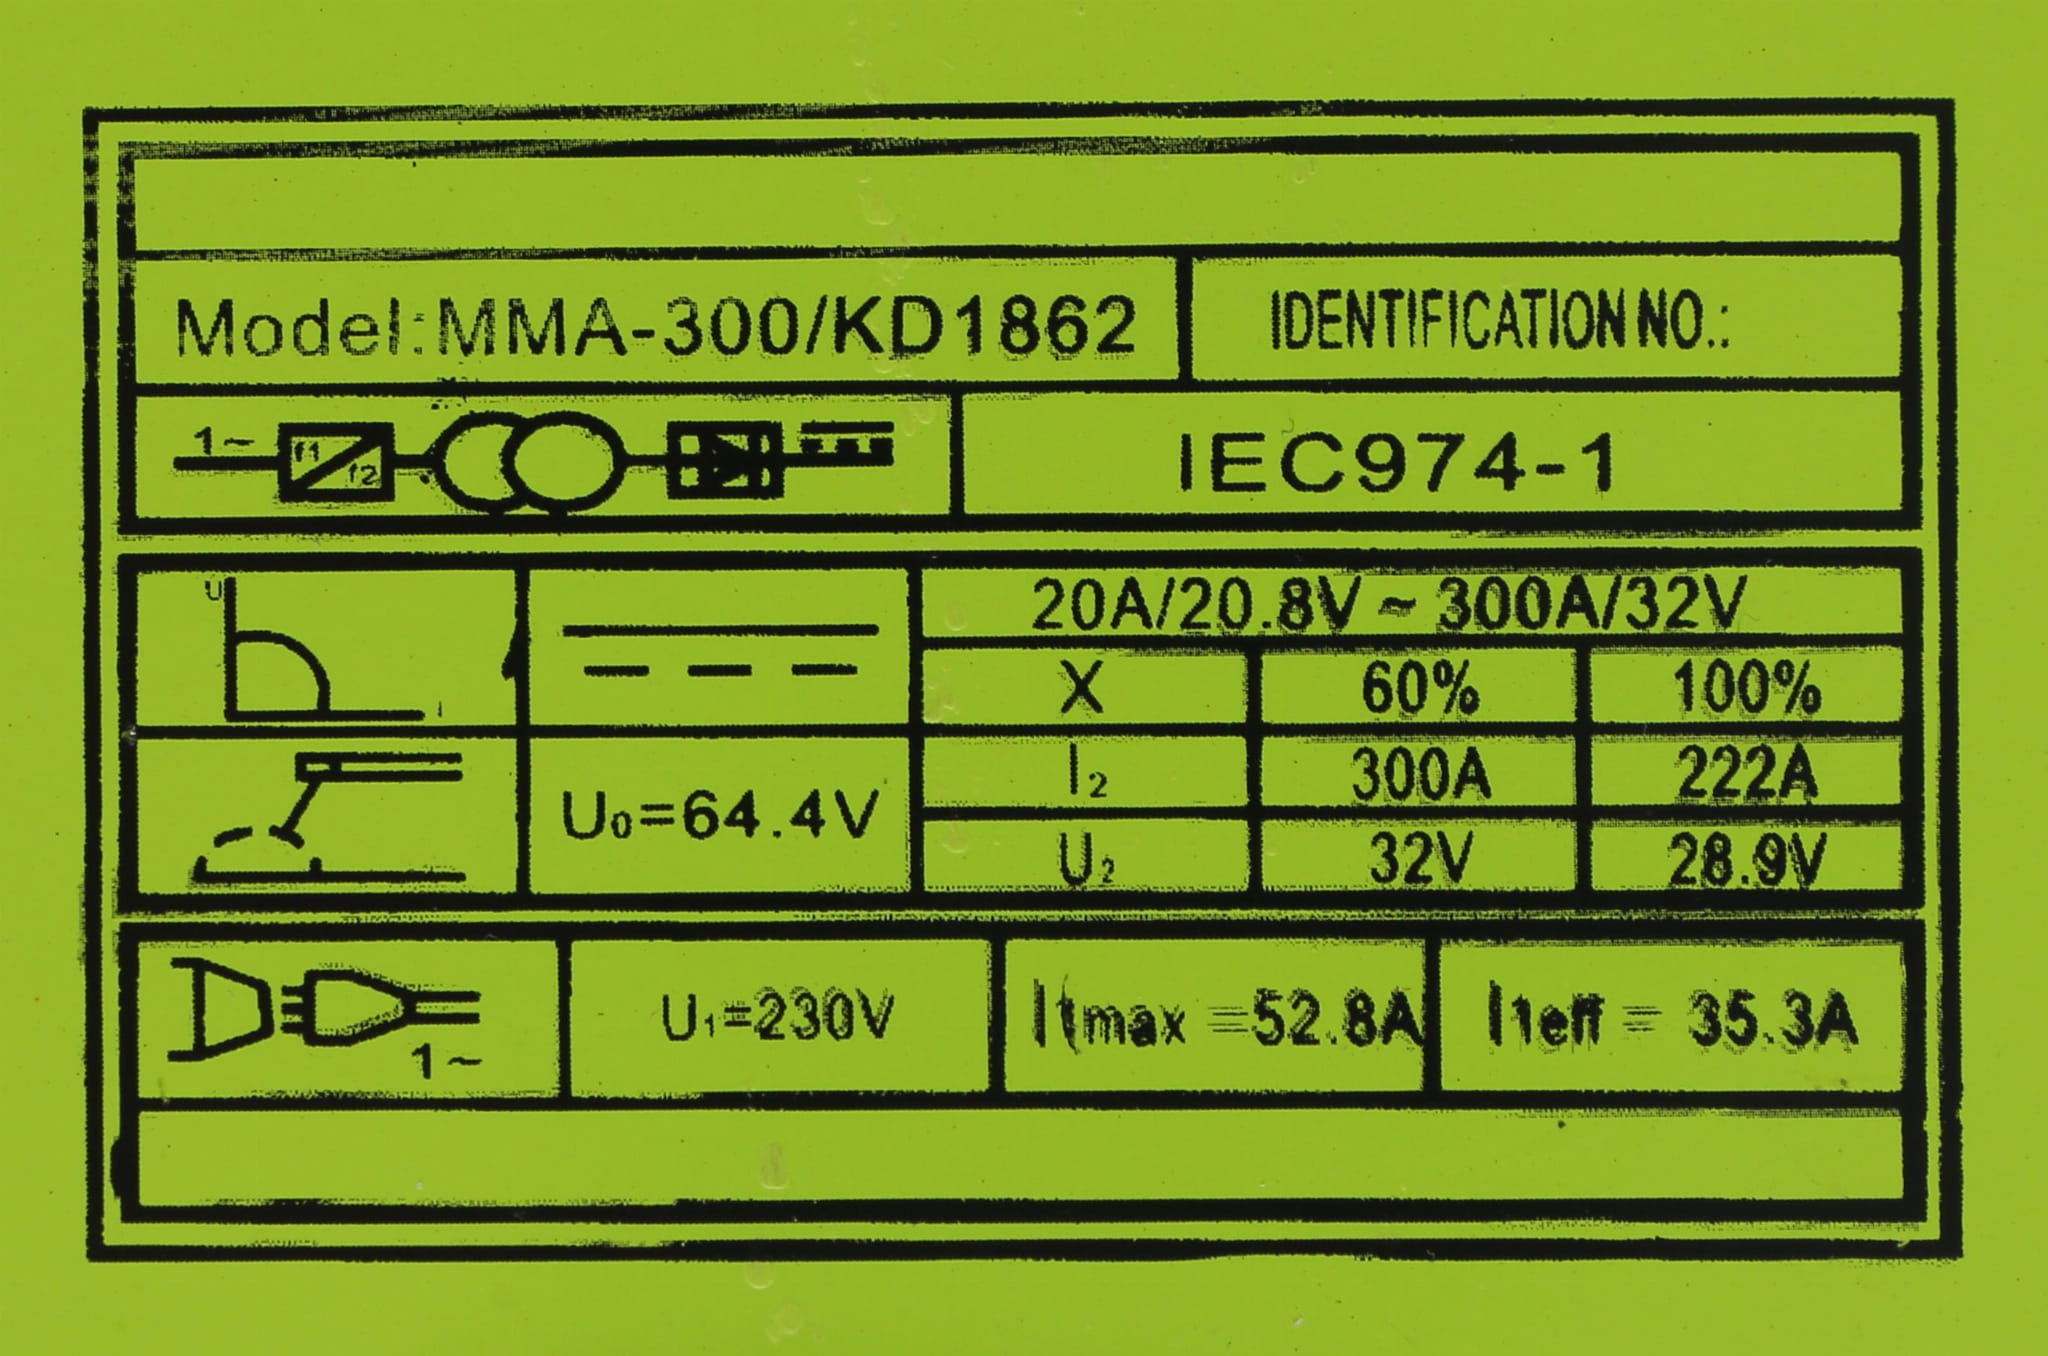 Model:MMA-300/KD1862
IDENTIFICATION NO.:
1~
f1
f2
IEC974-1
U
I
20A/20.8V ~ 300A/32V
X 60% 100%
I2 300A 222A
U0=64.4V
U2 32V 28.9V
1~
U1=230V
I1max =52.8A
I1eff = 35.3A